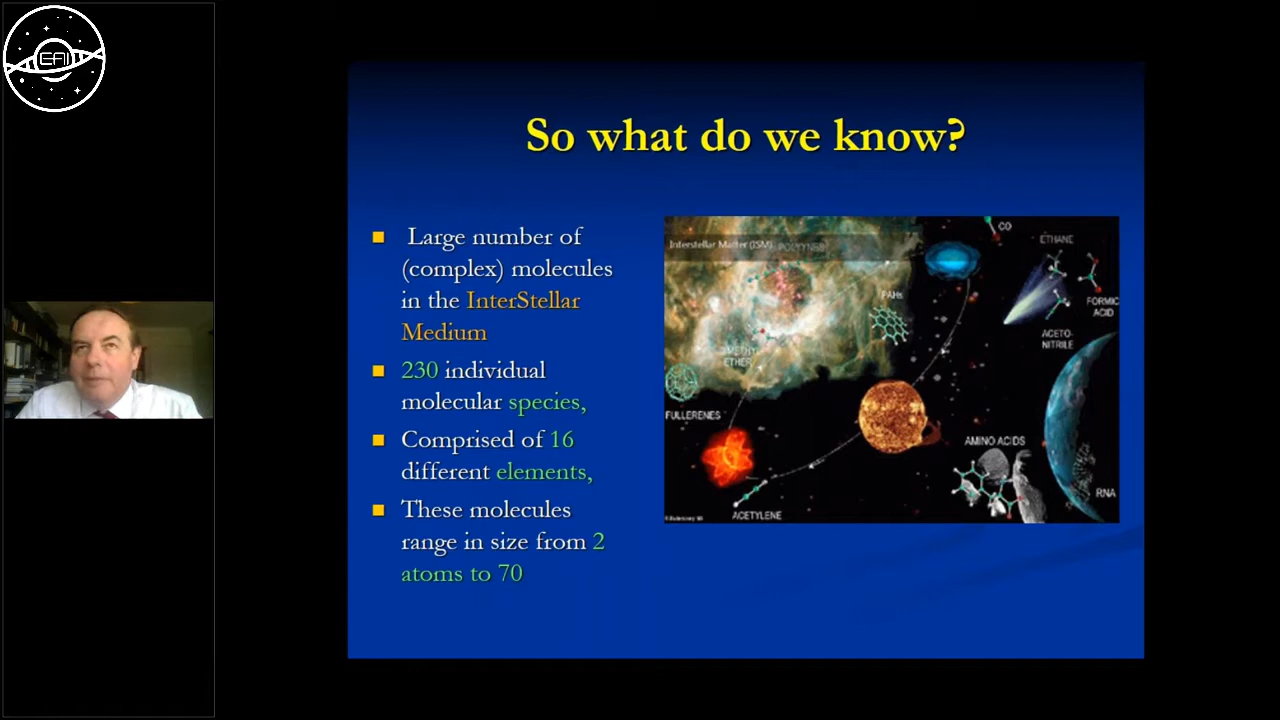 EAI
So what do we know?
Large number of
(complex) molecules
in the InterStellar
Medium
230 individual
molecular species,
Comprised of 16
different elements,
These molecules
range in size from 2
atoms to 70
Interstellar Matter (ISM)
POLYYNES
CO
ETHANE
PAHs
FORMIC
ACID
ACETO-
NITRILE
ETHER
FULLERENES
AMINO ACIDS
RNA
ACETYLENE